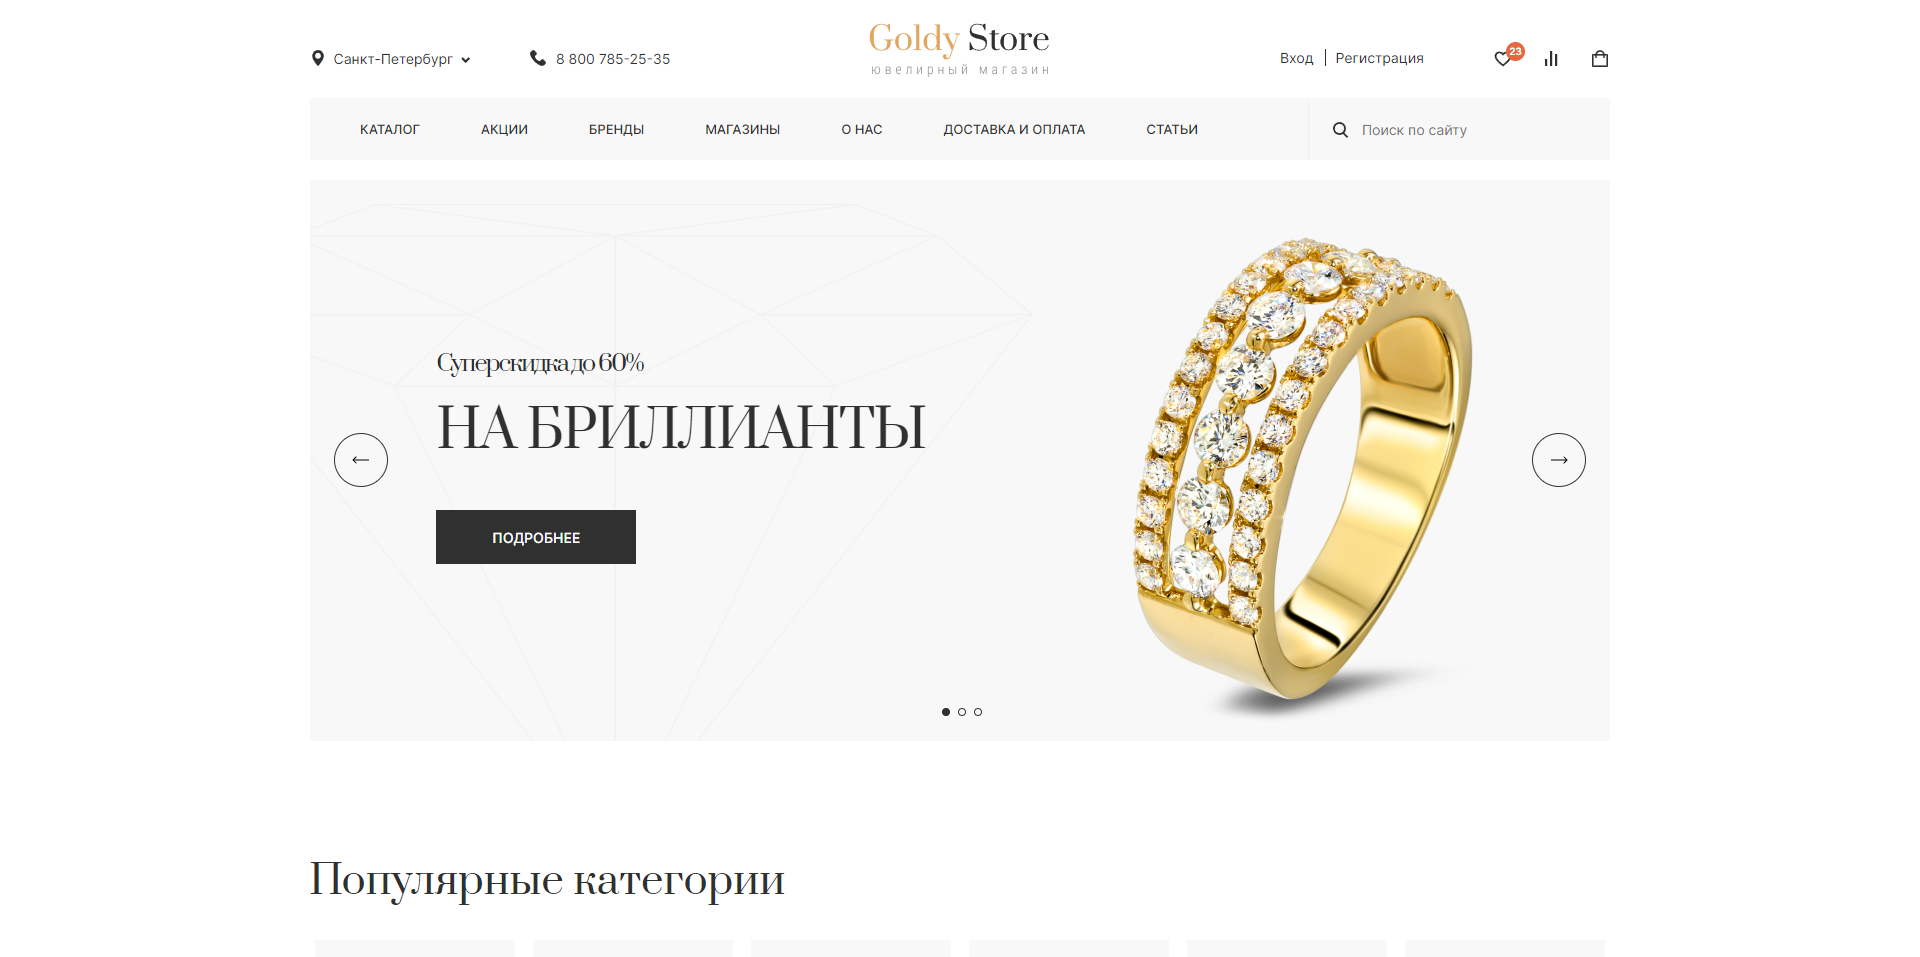 Санкт-Петербург
8 800 785-25-35
Goldy Store
ювелирный магазин
Вход
Регистрация
23
КАТАЛОГ
АКЦИИ
БРЕНДЫ
МАГАЗИНЫ
О НАС
ДОСТАВКА И ОПЛАТА
СТАТЬИ
Поиск по сайту
Суперскидка до 60%
НА БРИЛЛИАНТЫ
ПОДРОБНЕЕ
Популярные категории